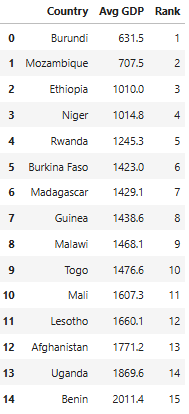 Country Avg GDP Rank
0 Burundi 631.5 1
1 Mozambique 707.5 2
2 Ethiopia 1010.0 3
3 Niger 1014.8 4
4 Rwanda 1245.3 5
5 Burkina Faso 1423.0 6
6 Madagascar 1429.1 7
7 Guinea 1438.6 8
8 Malawi 1468.1 9
9 Togo 1476.6 10
10 Mali 1607.3 11
11 Lesotho 1660.1 12
12 Afghanistan 1771.2 13
13 Uganda 1869.6 14
14 Benin 2011.4 15